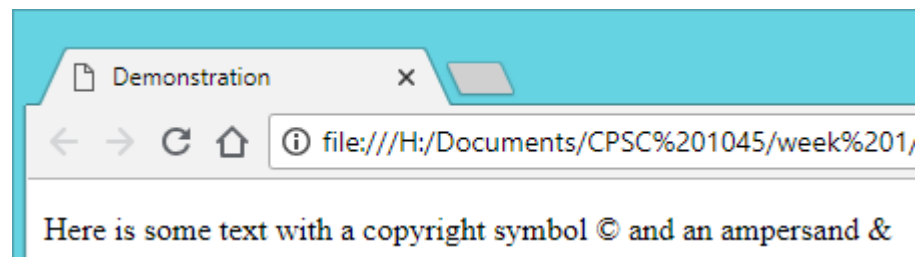 Demonstration
file:///H:/Documents/CPSC%201045/week%201/
Here is some text with a copyright symbol © and an ampersand &